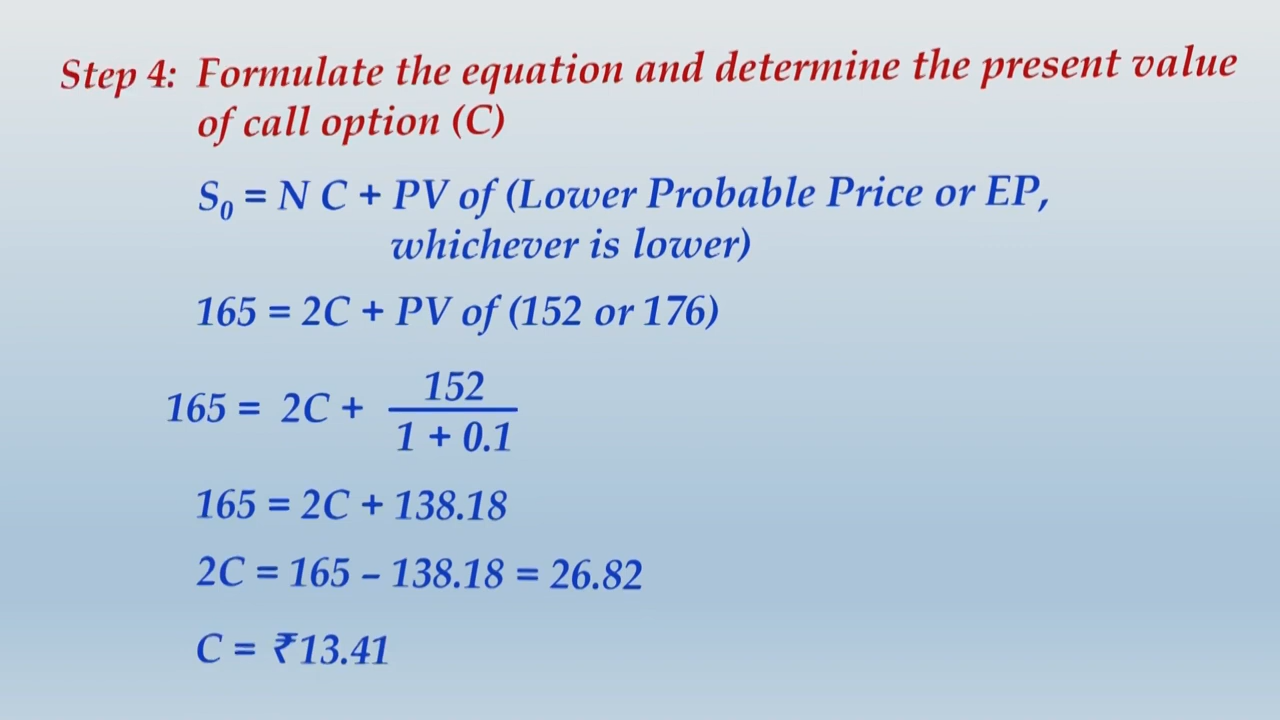 Step 4: Formulate the equation and determine the present value
of call option (C)
S₀ = N C + PV of (Lower Probable Price or EP,
whichever is lower)
165 = 2C + PV of (152 or 176)
165 = 2C + 152 / (1 + 0.1)
165 = 2C + 138.18
2C = 165 – 138.18 = 26.82
C = ₹13.41